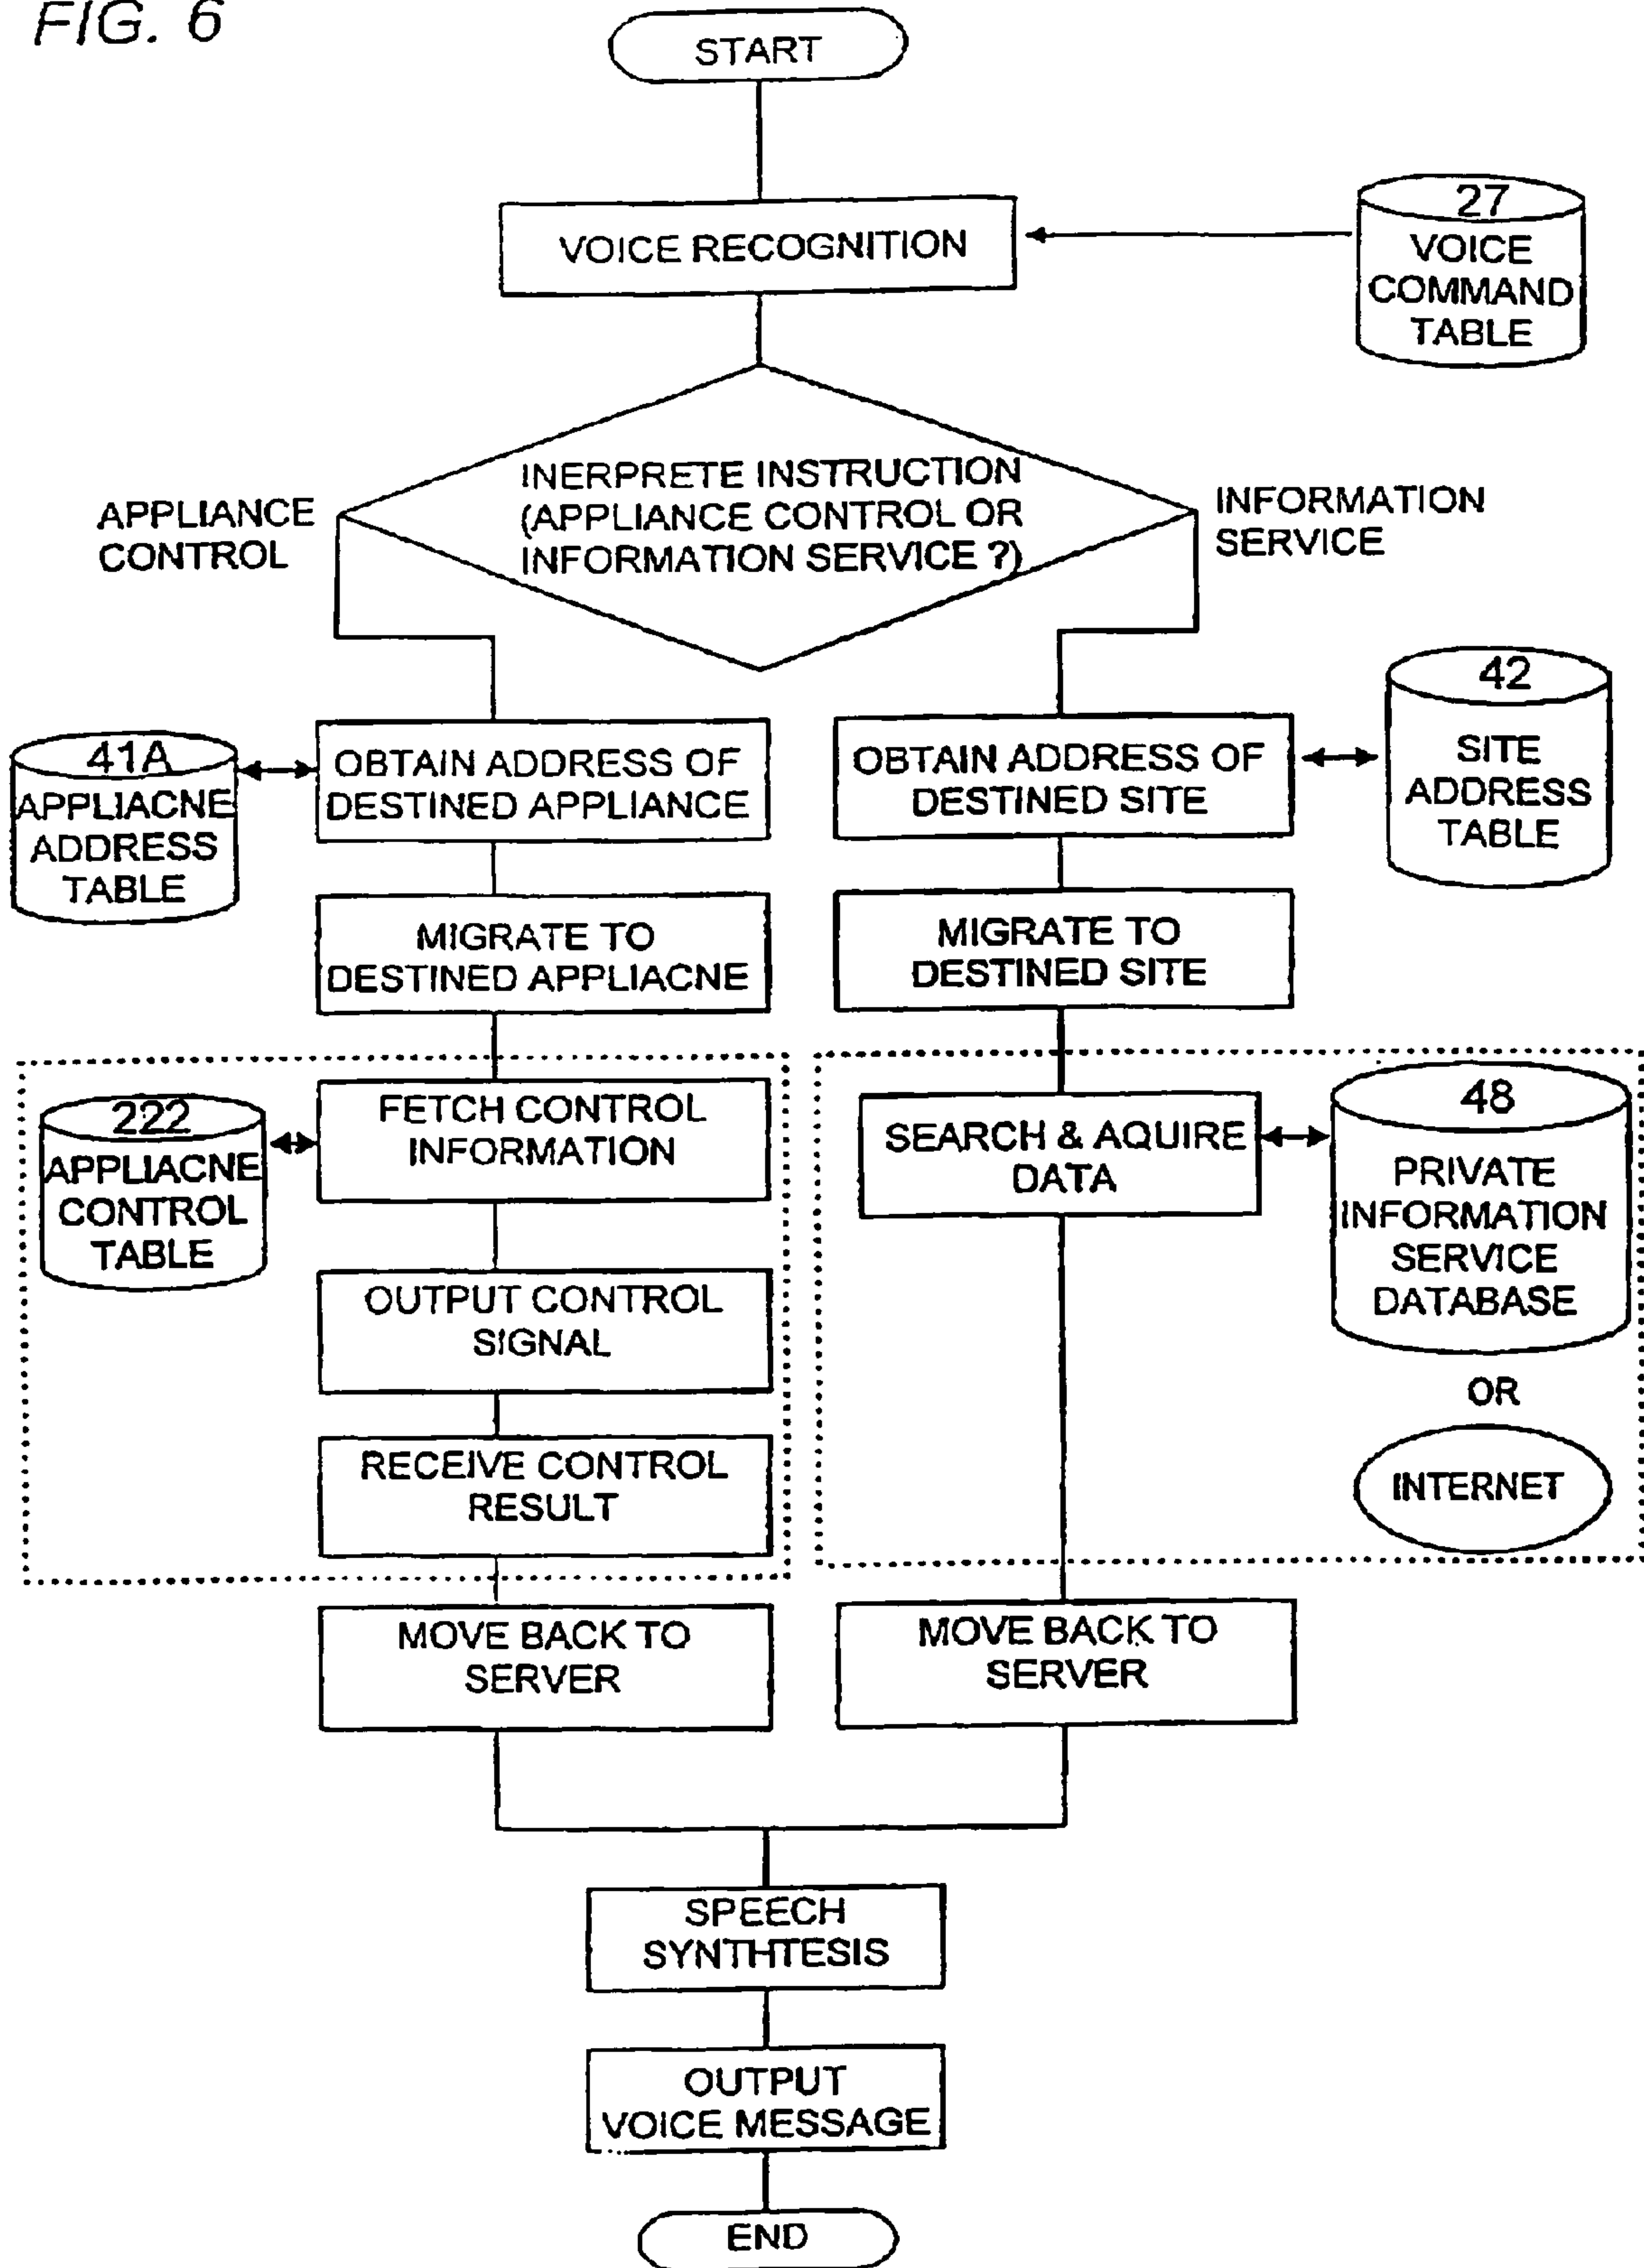 FIG. 6
START
VOICE RECOGNITION
27
VOICE
COMMAND
TABLE
INERPRETE INSTRUCTION
(APPLIANCE CONTROL OR
INFORMATION SERVICE ?)
APPLIANCE
CONTROL
INFORMATION
SERVICE
41A
APPLIACNE
ADDRESS
TABLE
OBTAIN ADDRESS OF
DESTINED APPLIANCE
OBTAIN ADDRESS OF
DESTINED SITE
42
SITE
ADDRESS
TABLE
MIGRATE TO
DESTINED APPLIACNE
MIGRATE TO
DESTINED SITE
222
APPLIACNE
CONTROL
TABLE
FETCH CONTROL
INFORMATION
SEARCH & AQUIRE
DATA
48
PRIVATE
INFORMATION
SERVICE
DATABASE
OR
INTERNET
OUTPUT CONTROL
SIGNAL
RECEIVE CONTROL
RESULT
MOVE BACK TO
SERVER
MOVE BACK TO
SERVER
SPEECH
SYNTHTESIS
OUTPUT
VOICE MESSAGE
END